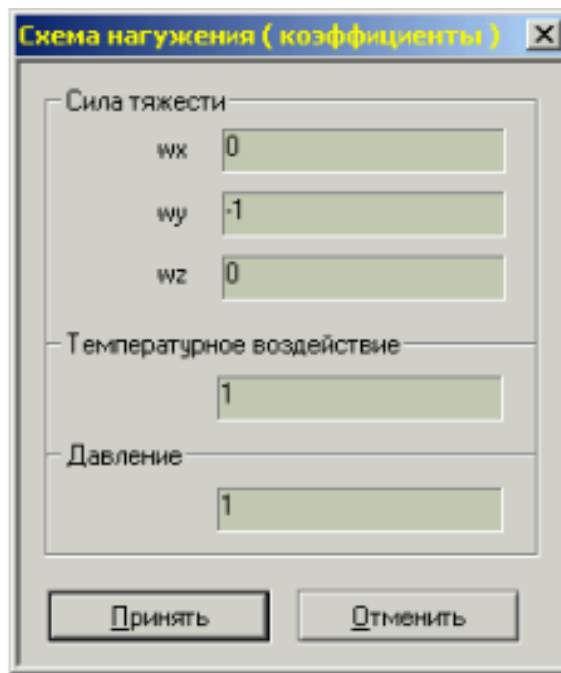 Схема нагужения ( коэффициенты )
Сила тяжести
wx 0
wy -1
wz 0
Температурное воздействие
1
Давление
1
Принять Отменить